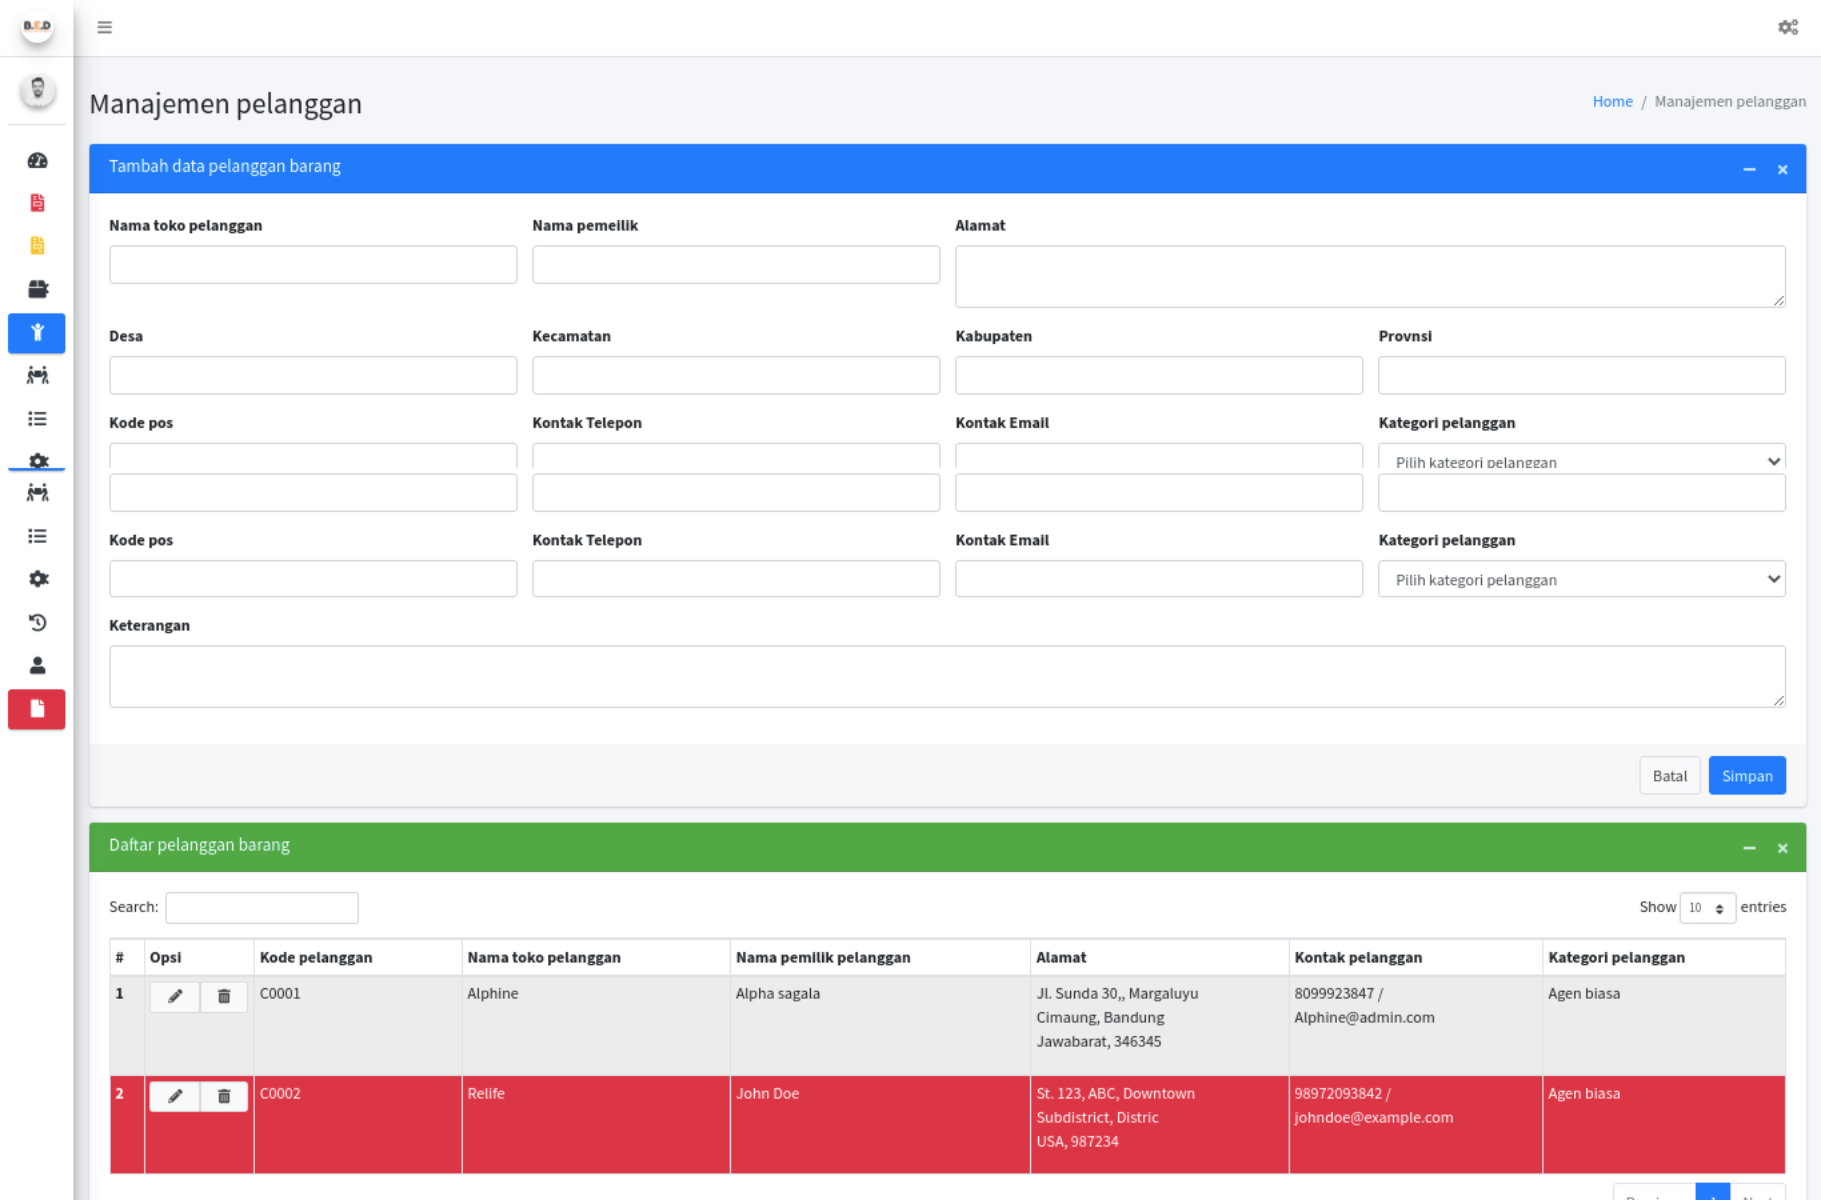 B.E.D
Manajemen pelanggan
Home / Manajemen pelanggan
Tambah data pelanggan barang
Nama toko pelanggan Nama pemeilik Alamat
Desa Kecamatan Kabupaten Provnsi
Kode pos Kontak Telepon Kontak Email Kategori pelanggan
Pilih kategori pelanggan
Kode pos Kontak Telepon Kontak Email Kategori pelanggan
Pilih kategori pelanggan
Keterangan
Batal Simpan
Daftar pelanggan barang
Search: Show 10 entries
# Opsi Kode pelanggan Nama toko pelanggan Nama pemilik pelanggan Alamat Kontak pelanggan Kategori pelanggan
1 C0001 Alphine Alpha sagala Jl. Sunda 30,, Margaluyu 8099923847 / Agen biasa
Cimaung, Bandung Alphine@admin.com
Jawabarat, 346345
2 C0002 Relife John Doe St. 123, ABC, Downtown 98972093842 / Agen biasa
Subdistrict, Distric johndoe@example.com
USA, 987234